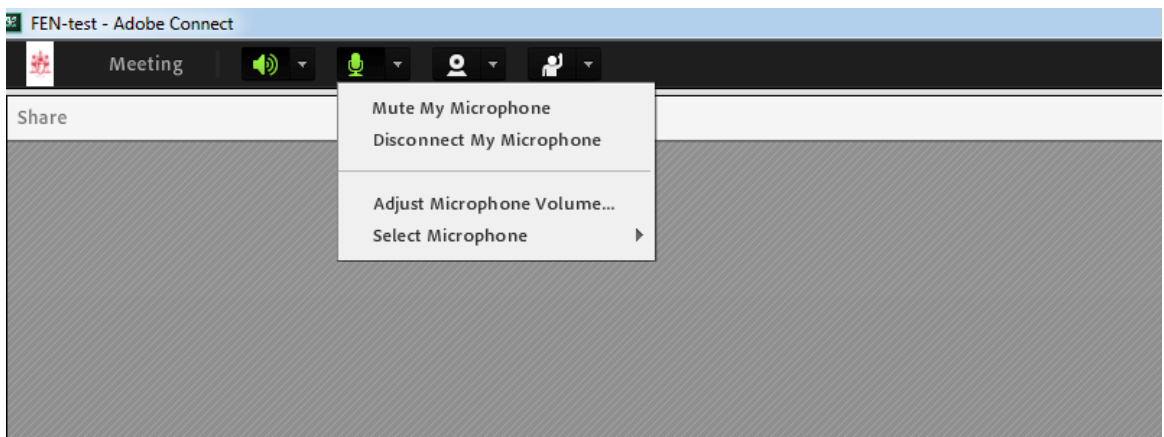 FEN-test - Adobe Connect
Meeting
Share
Mute My Microphone
Disconnect My Microphone
Adjust Microphone Volume...
Select Microphone